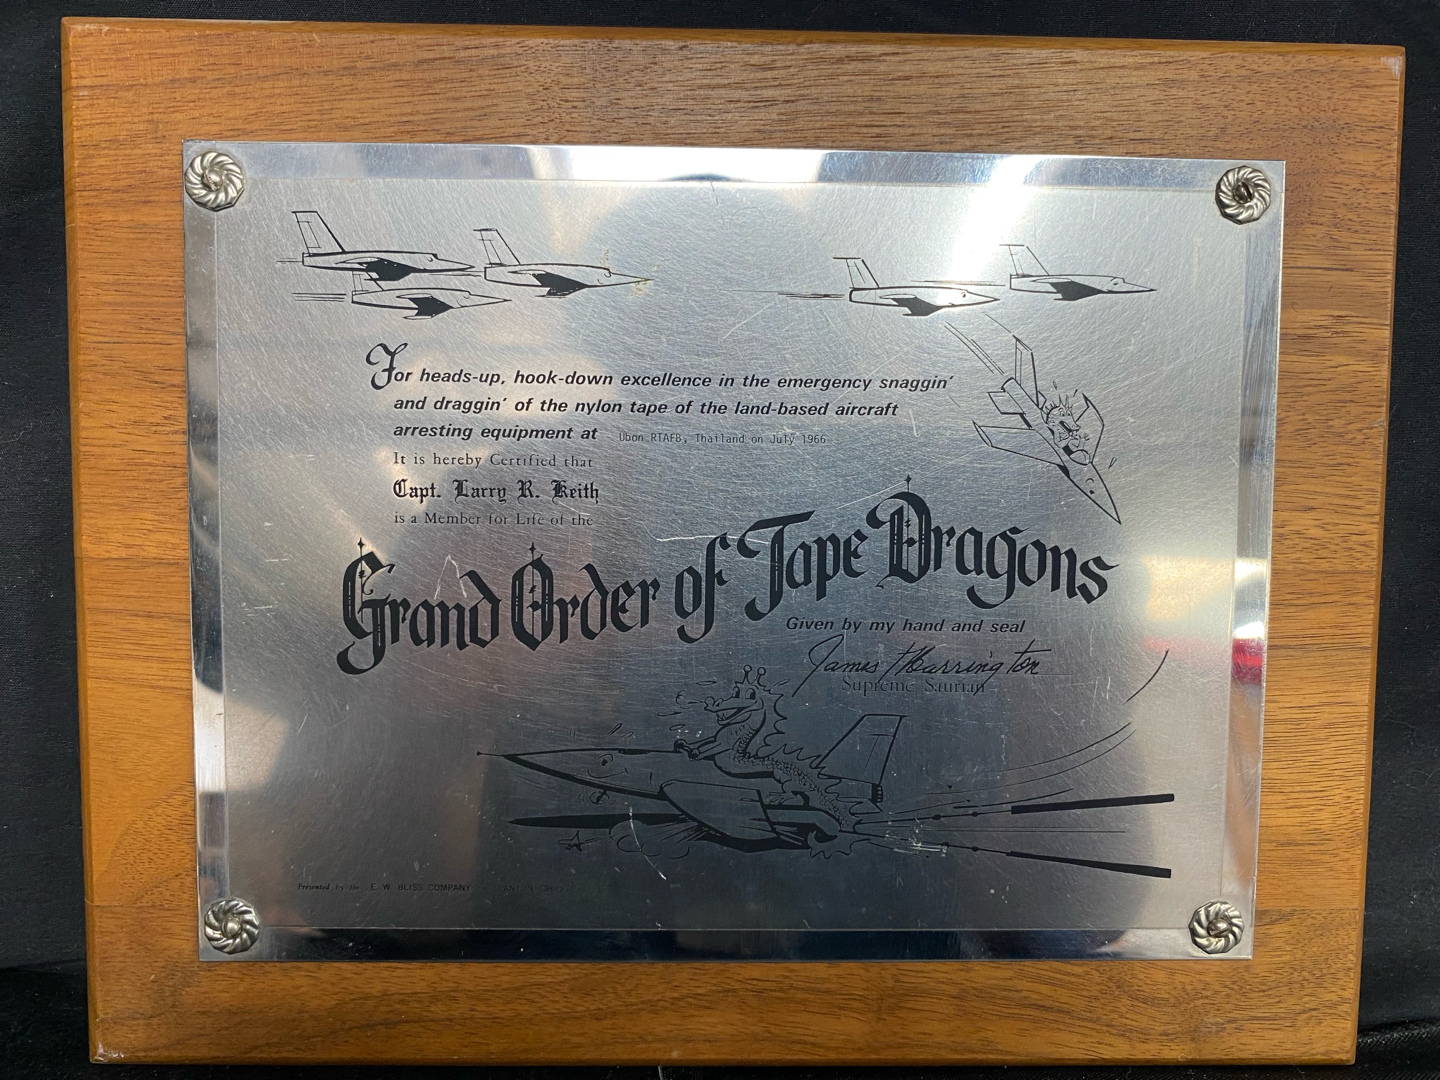 For heads-up, hook-down excellence in the emergency snaggin'
and draggin' of the nylon tape of the land-based aircraft
arresting equipment at Ubon RTAFB, Thailand on July 1966
It is hereby Certified that
Capt. Larry R. Keith
is a Member for Life of the
Grand Order of Tape Dragons
Given by my hand and seal
James Harrington
Supreme Saurian
Presented by the E. W. BLISS COMPANY CANTON, OHIO